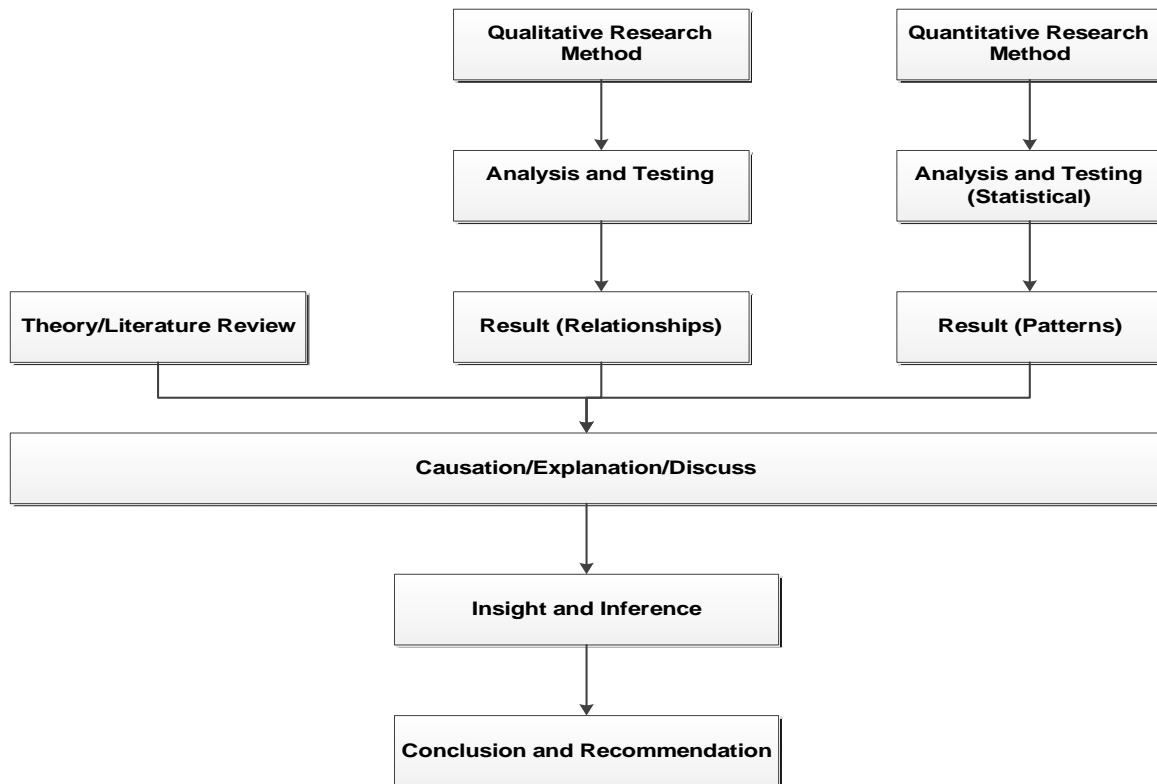 Qualitative Research
Method
Quantitative Research
Method
Analysis and Testing
Analysis and Testing
(Statistical)
Theory/Literature Review
Result (Relationships)
Result (Patterns)
Causation/Explanation/Discuss
Insight and Inference
Conclusion and Recommendation